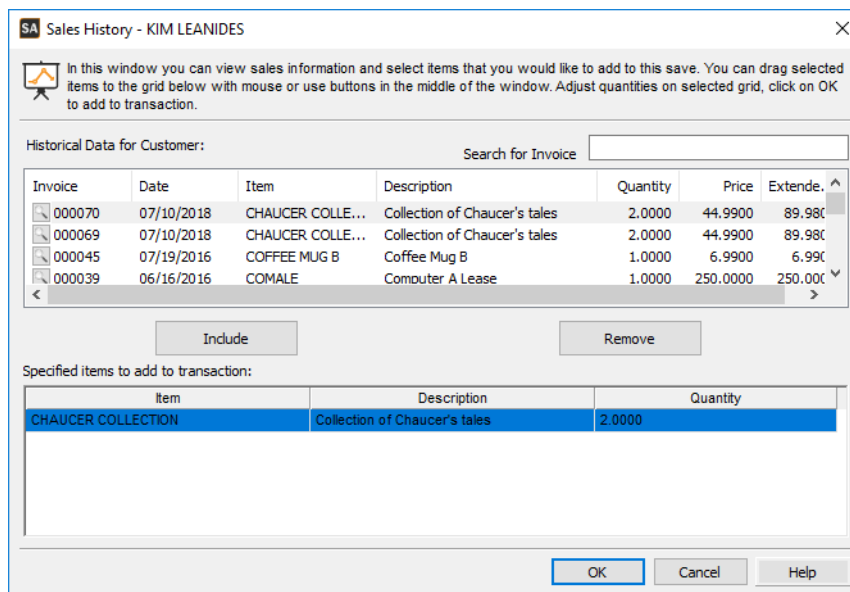 SA Sales History - KIM LEANIDES
In this window you can view sales information and select items that you would like to add to this save. You can drag selected
items to the grid below with mouse or use buttons in the middle of the window. Adjust quantities on selected grid, click on OK
to add to transaction.
Historical Data for Customer:
Search for Invoice
Invoice Date Item Description Quantity Price Extende.
000070 07/10/2018 CHAUCER COLLE... Collection of Chaucer's tales 2.0000 44.9900 89.980
000069 07/10/2018 CHAUCER COLLE... Collection of Chaucer's tales 2.0000 44.9900 89.980
000045 07/19/2016 COFFEE MUG B Coffee Mug B 1.0000 6.9900 6.990
000039 06/16/2016 COMALE Computer A Lease 1.0000 250.0000 250.000
Include Remove
Specified items to add to transaction:
Item Description Quantity
CHAUCER COLLECTION Collection of Chaucer's tales 2.0000
OK Cancel Help